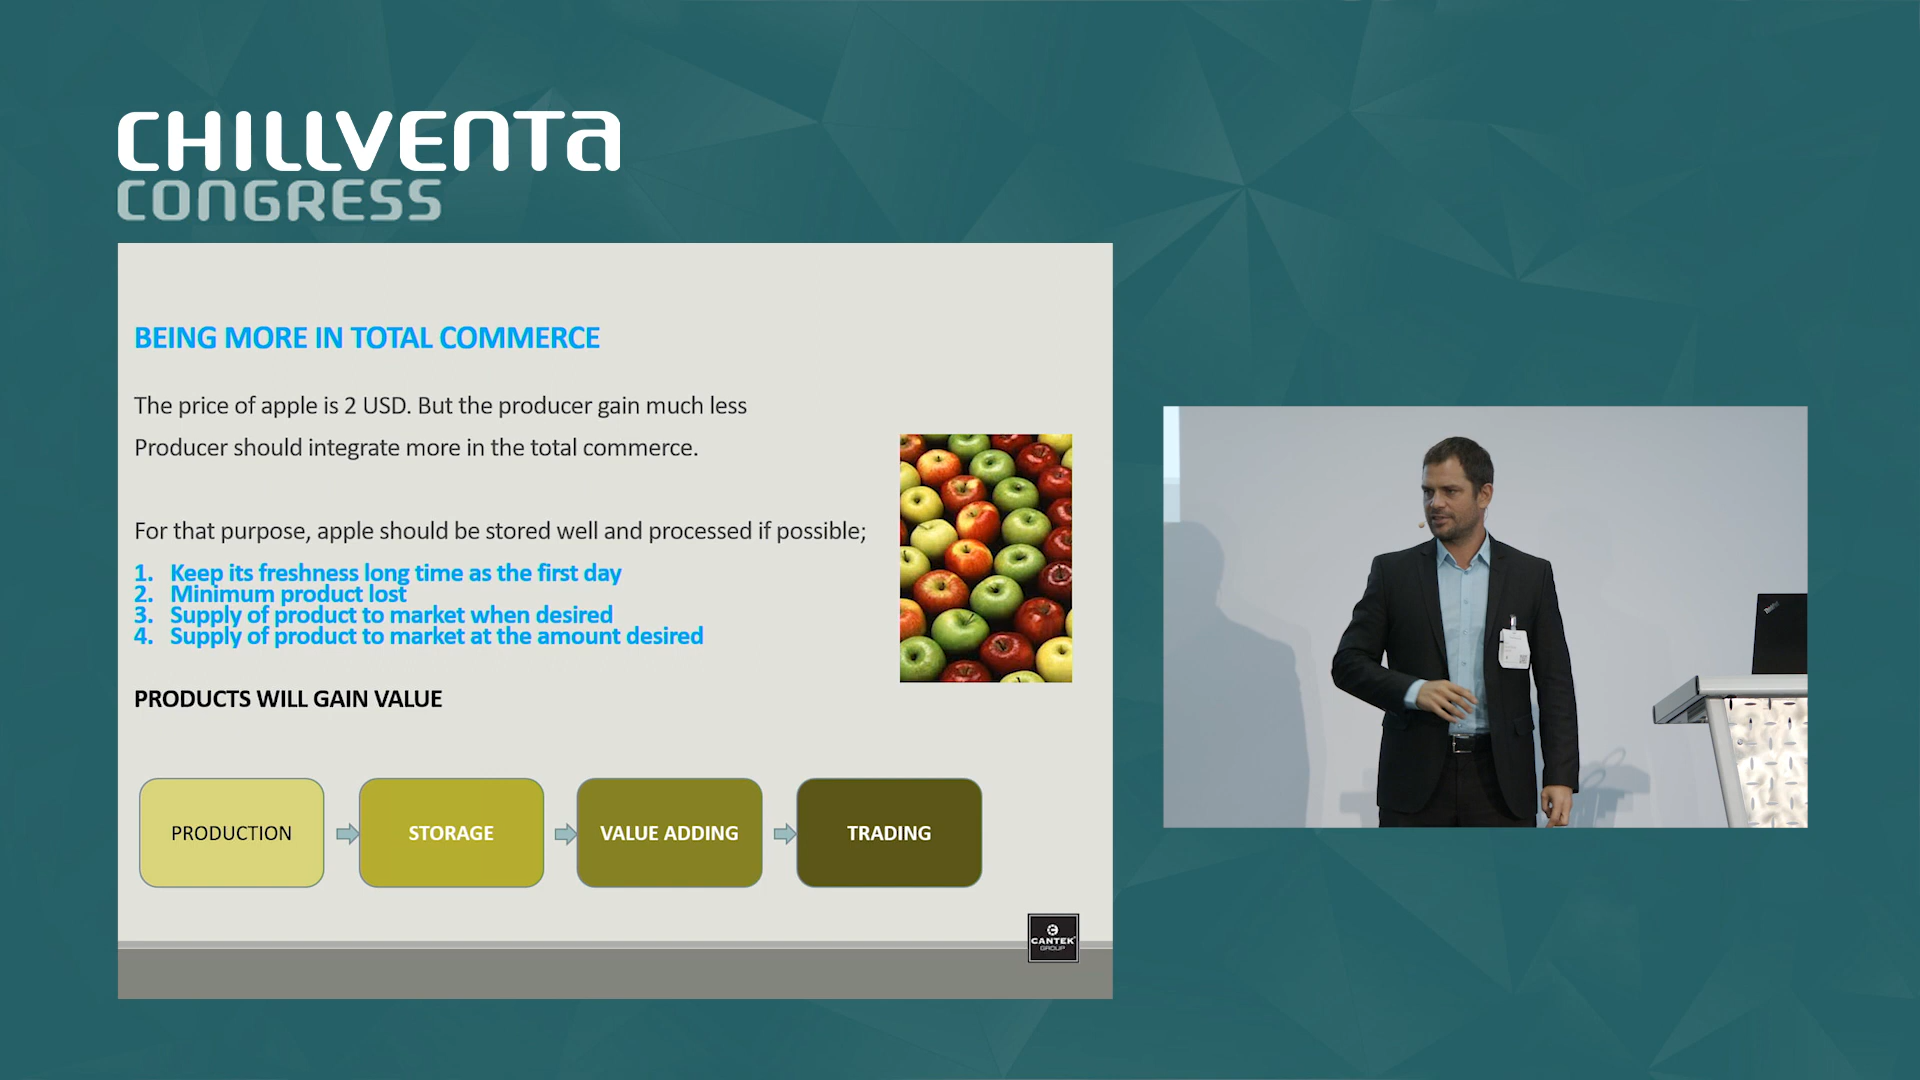 CHILLVENTA
CONGRESS
BEING MORE IN TOTAL COMMERCE
The price of apple is 2 USD. But the producer gain much less
Producer should integrate more in the total commerce.
For that purpose, apple should be stored well and processed if possible;
1. Keep its freshness long time as the first day
2. Minimum product lost
3. Supply of product to market when desired
4. Supply of product to market at the amount desired
PRODUCTS WILL GAIN VALUE
PRODUCTION
STORAGE
VALUE ADDING
TRADING
CANTEK
GROUP
ThinkPad